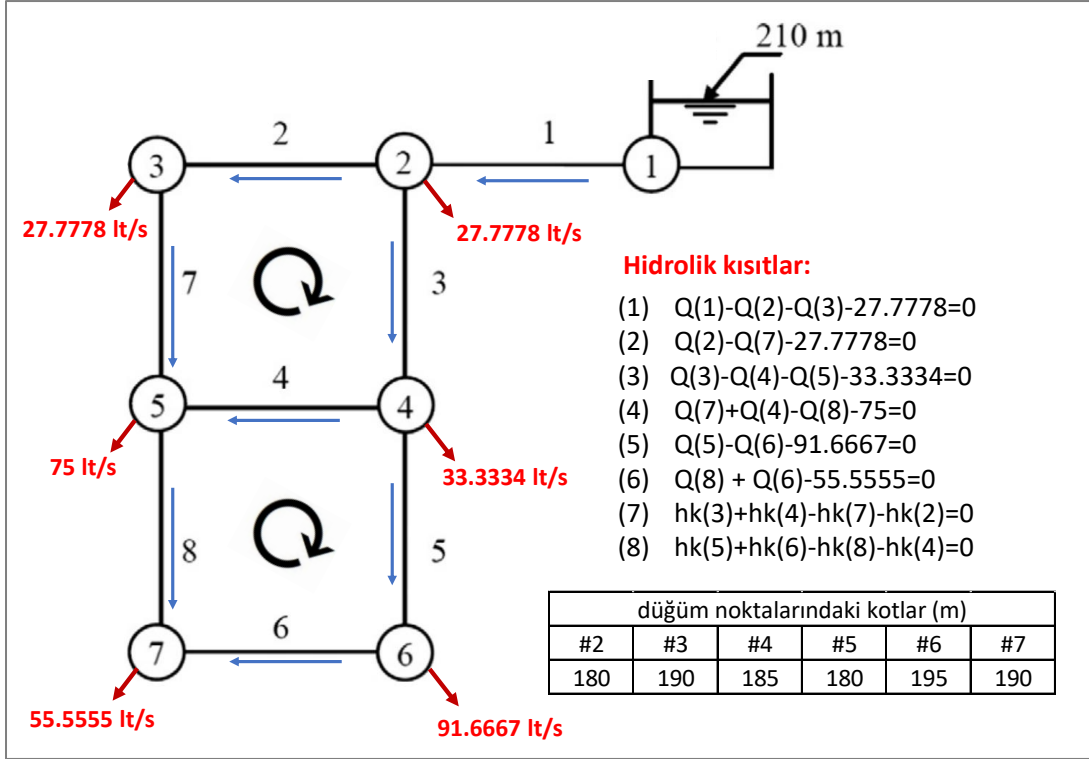 210 m
2
1
3
2
1
27.7778 lt/s
27.7778 lt/s
7
3
Hidrolik kısıtlar:
(1) Q(1)-Q(2)-Q(3)-27.7778=0
(2) Q(2)-Q(7)-27.7778=0
(3) Q(3)-Q(4)-Q(5)-33.3334=0
(4) Q(7)+Q(4)-Q(8)-75=0
(5) Q(5)-Q(6)-91.6667=0
(6) Q(8) + Q(6)-55.5555=0
(7) hk(3)+hk(4)-hk(7)-hk(2)=0
(8) hk(5)+hk(6)-hk(8)-hk(4)=0
4
5
4
75 lt/s
33.3334 lt/s
8
5
6
7
6
55.5555 lt/s
91.6667 lt/s
düğüm noktalarındaki kotlar (m)
#2 #3 #4 #5 #6 #7
180 190 185 180 195 190